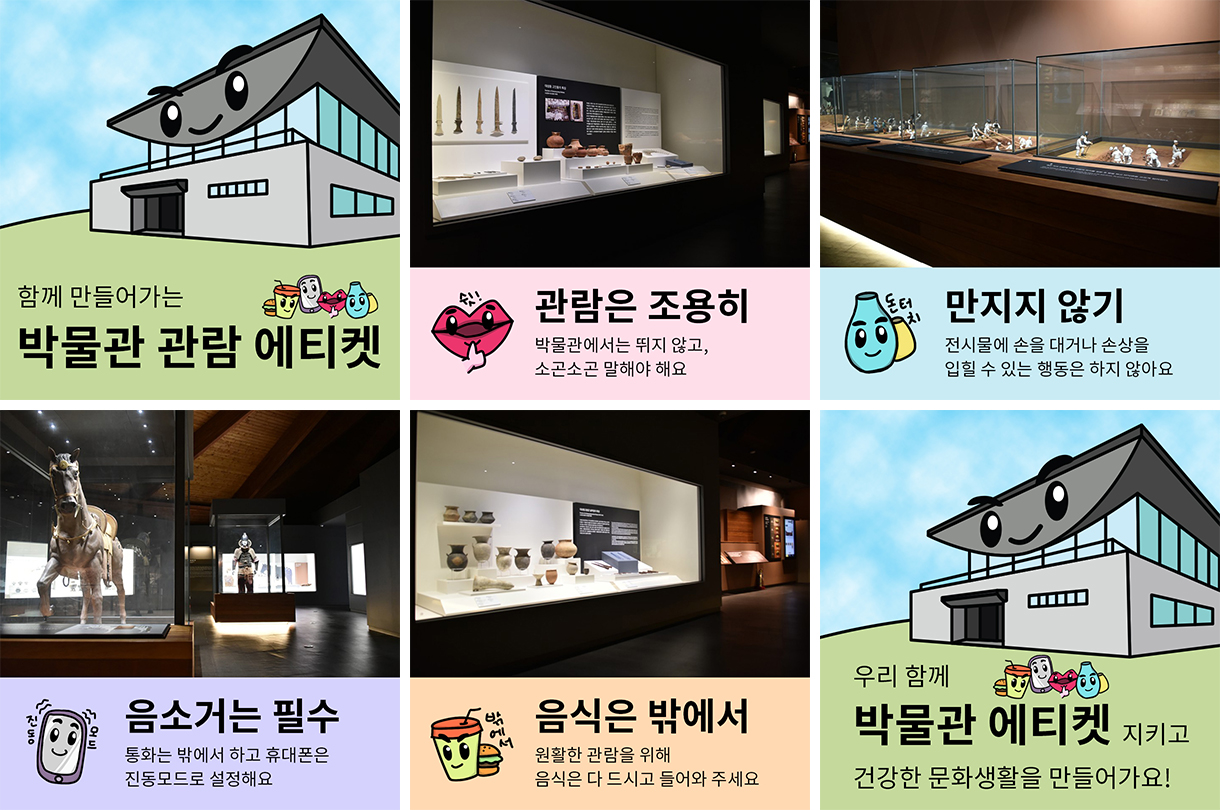 함께 만들어가는
박물관 관람 에티켓
쉿!
관람은 조용히
박물관에서는 뛰지 않고,
소곤소곤 말해야 해요
돈터치
만지지 않기
전시물에 손을 대거나 손상을
입힐 수 있는 행동은 하지 않아요
진동
모드
음소거는 필수
통화는 밖에서 하고 휴대폰은
진동모드로 설정해요
밖에서
음식은 밖에서
원활한 관람을 위해
음식은 다 드시고 들어와 주세요
우리 함께
박물관 에티켓 지키고
건강한 문화생활을 만들어가요!